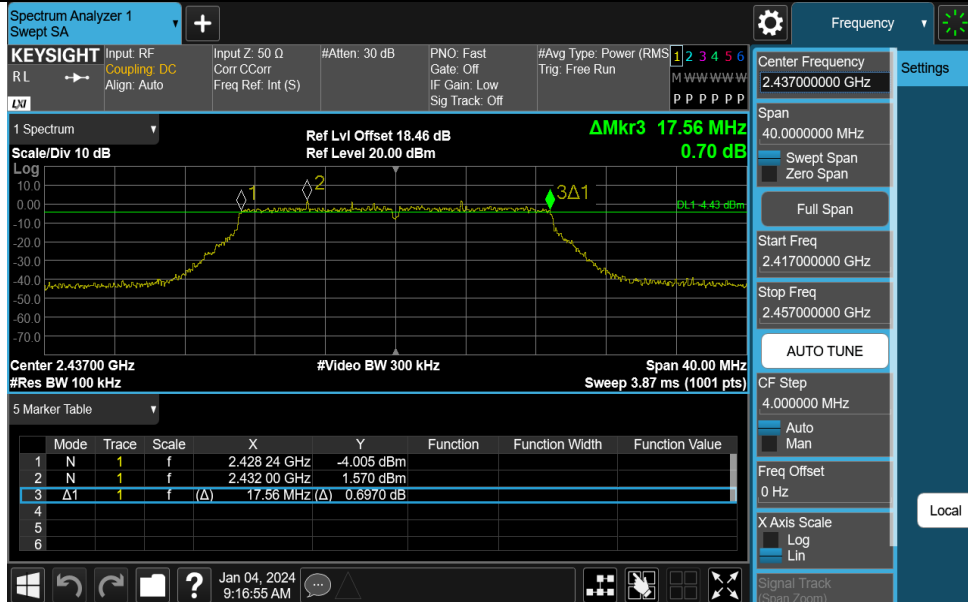 Spectrum Analyzer 1
Swept SA
+
Frequency
KEYSIGHT
R L
LXI
Input: RF
Coupling: DC
Align: Auto
Input Z: 50 Ω
Corr CCorr
Freq Ref: Int (S)
#Atten: 30 dB
PNO: Fast
Gate: Off
IF Gain: Low
Sig Track: Off
#Avg Type: Power (RMS
Trig: Free Run
1 2 3 4 5 6
M W W W W W
P P P P P P
1 Spectrum
Scale/Div 10 dB
Log
Ref Lvl Offset 18.46 dB
Ref Level 20.00 dBm
ΔMkr3 17.56 MHz
0.70 dB
10.0
0.00
-10.0
-20.0
-30.0
-40.0
-50.0
-60.0
-70.0
1
2
3Δ1
DL1 -4.43 dBm
Center 2.43700 GHz
#Video BW 300 kHz
Span 40.00 MHz
#Res BW 100 kHz
Sweep 3.87 ms (1001 pts)
5 Marker Table
Mode Trace Scale X Y Function Function Width Function Value
1 N 1 f 2.428 24 GHz -4.005 dBm
2 N 1 f 2.432 00 GHz 1.570 dBm
3 Δ1 1 f (Δ) 17.56 MHz (Δ) 0.6970 dB
4
5
6
?
Jan 04, 2024
9:16:55 AM
Center Frequency
2.437000000 GHz
Span
40.0000000 MHz
Swept Span
Zero Span
Full Span
Start Freq
2.417000000 GHz
Stop Freq
2.457000000 GHz
AUTO TUNE
CF Step
4.000000 MHz
Auto
Man
Freq Offset
0 Hz
X Axis Scale
Log
Lin
Signal Track
(Span Zoom)
Settings
Local